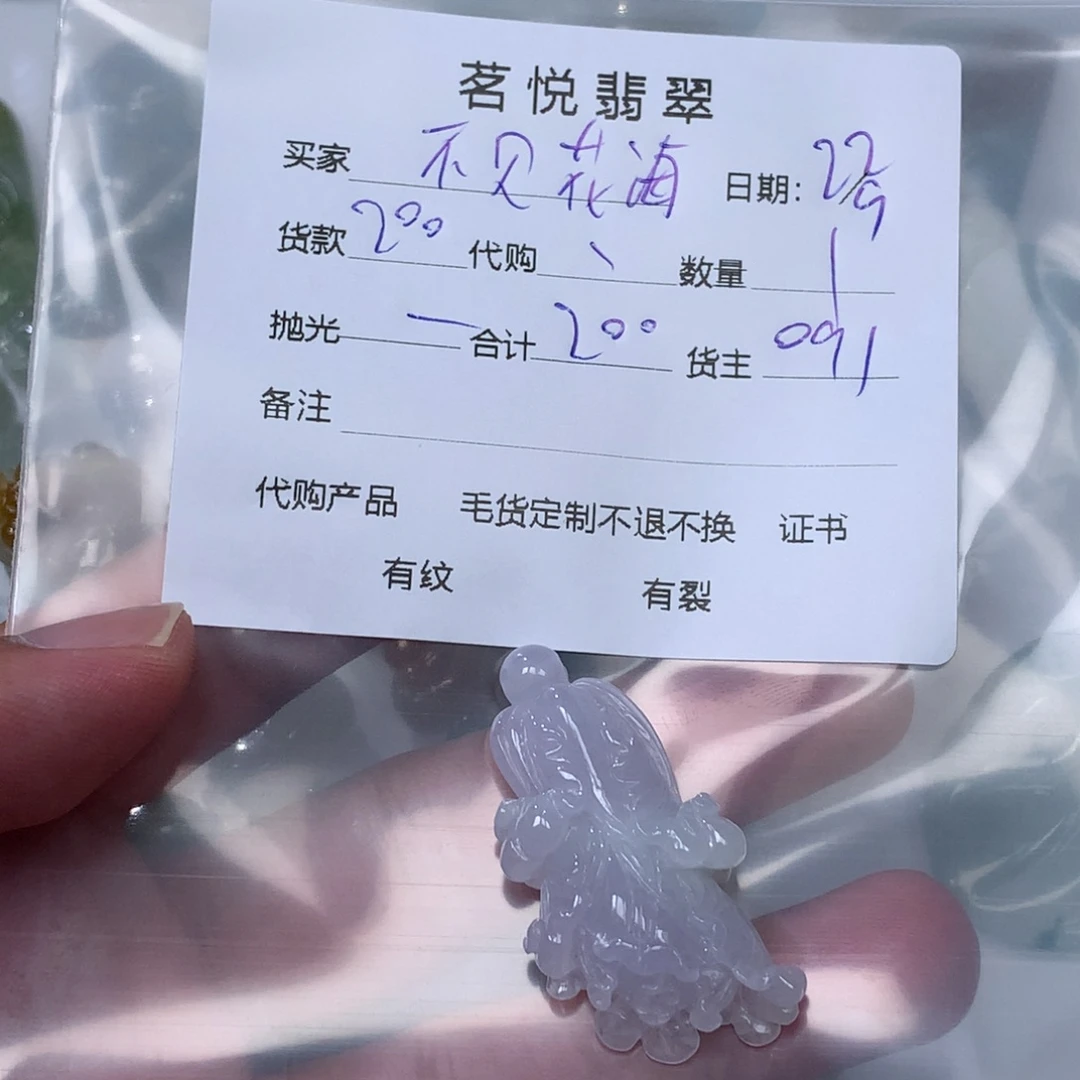 茗悦翡翠
买家 不见花海 日期: 22/9
货款 200 代购 、 数量 1
抛光 一 合计 200 货主 091
备注
代购产品 毛货定制不退不换 证书
有纹 有裂